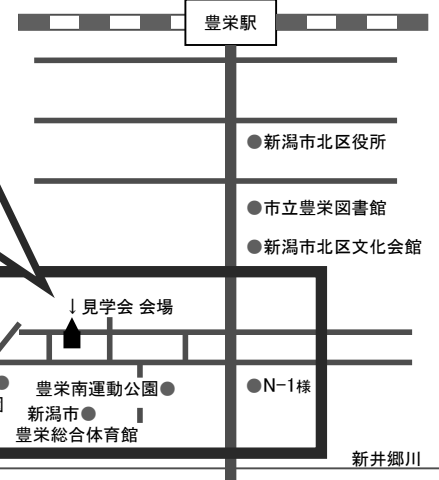 豊栄駅
●新潟市北区役所
●市立豊栄図書館
●新潟市北区文化会館
↓見学会 会場
豊栄南運動公園●
●N-1様
新潟市●
豊栄総合体育館
新井郷川